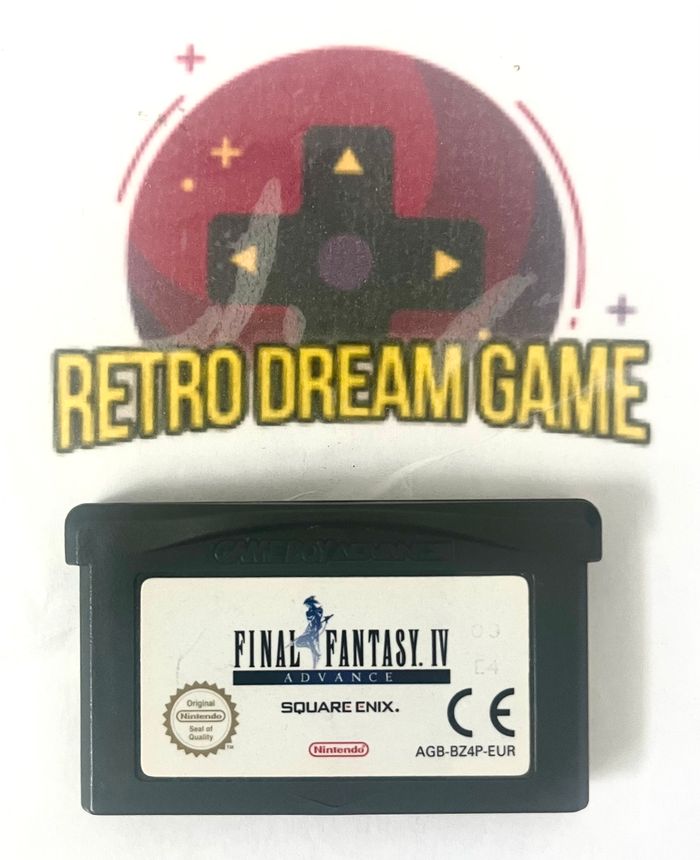 RETRO DREAM GAME
GAME BOY ADVANCE
FINAL FANTASY. IV
ADVANCE
SQUARE ENIX.
Original
Nintendo
Seal of
Quality
TM
Nintendo
CE
AGB-BZ4P-EUR